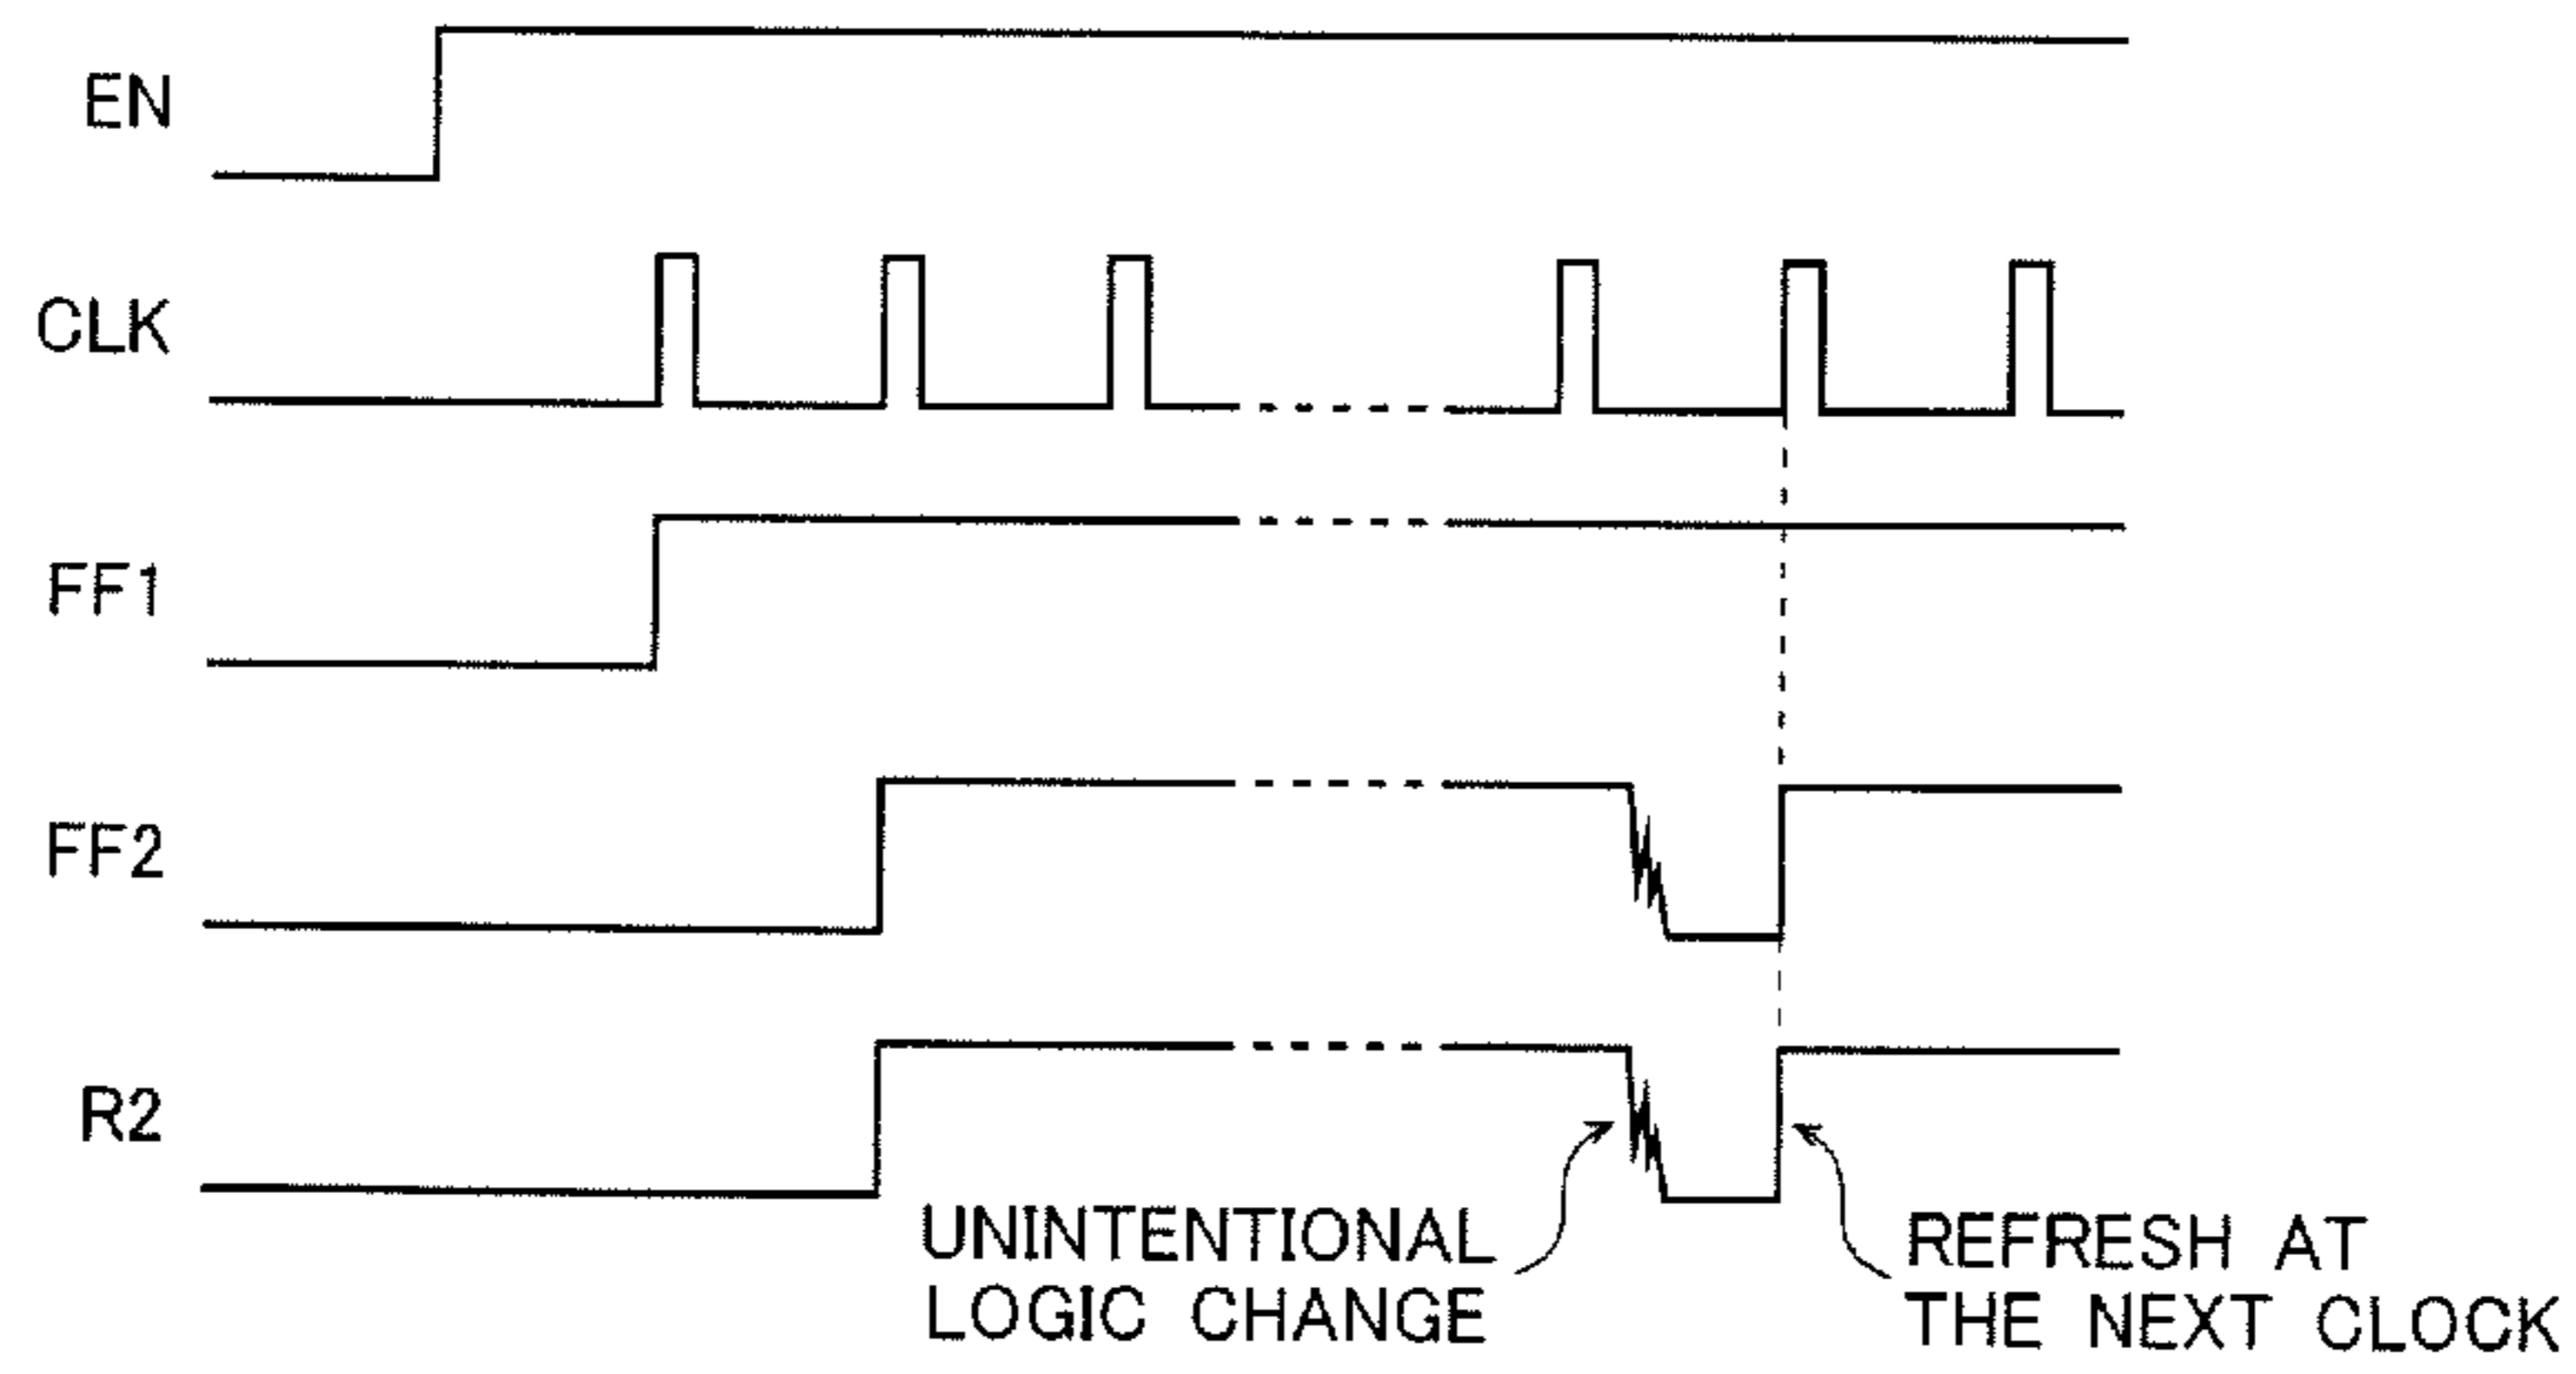 EN
CLK
FF1
FF2
R2
UNINTENTIONAL
LOGIC CHANGE
REFRESH AT
THE NEXT CLOCK